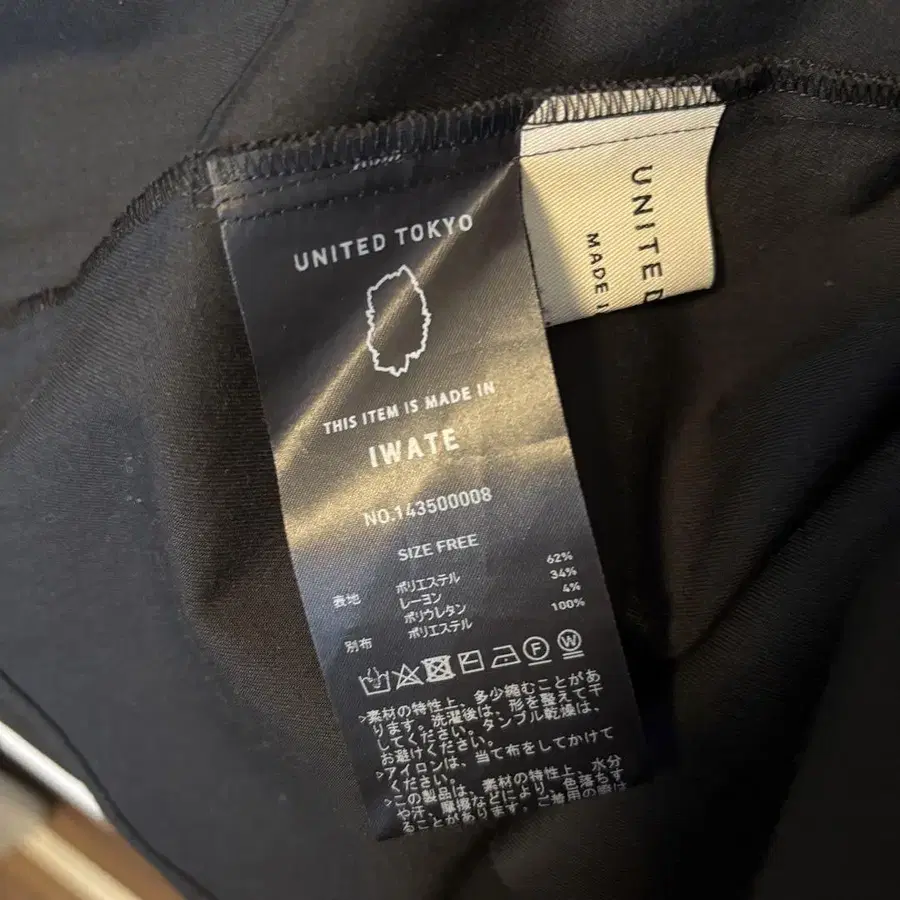 UNITED TOKYO
THIS ITEM IS MADE IN
IWATE
NO.143500008
SIZE FREE
表地 ポリエステル 62%
レーヨン 34%
ポリウレタン 4%
別布 ポリエステル 100%
F W
>素材の特性上、多少縮むことがあ
ります。洗濯後は、形を整えて干
してください。タンブル乾燥は、
お避けください。
>アイロンは、当て布をしてかけて
ください。
>この製品は、素材の特性上、水分
や汗、摩擦などにより、色落ちす
ることがあります。ご着用の際は
UNITED
MADE